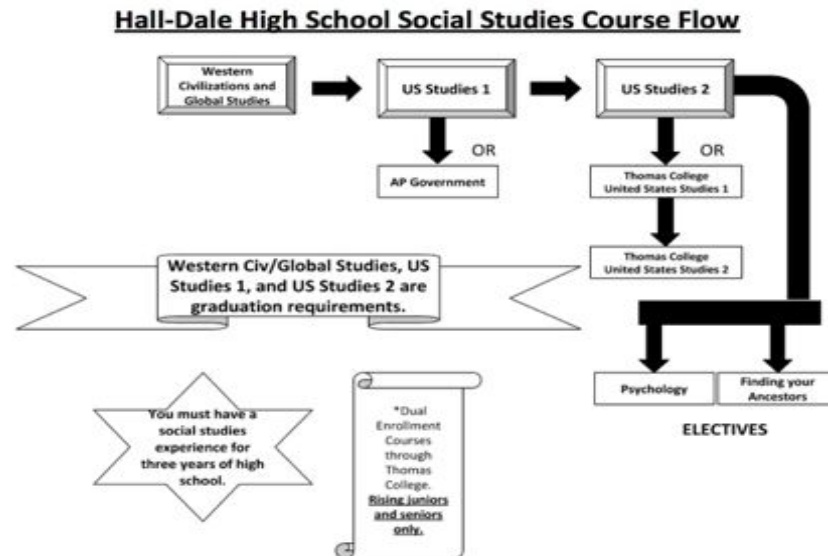 Hall-Dale High School Social Studies Course Flow
Western
Civilizations and
Global Studies
US Studies 1
US Studies 2
OR
AP Government
OR
Thomas College
United States Studies 1
Thomas College
United States Studies 2
Western Civ/Global Studies, US
Studies 1, and US Studies 2 are
graduation requirements.
Psychology
Finding your
Ancestors
ELECTIVES
You must have a
social studies
experience for
three years of high
school.
*Dual
Enrollment
Courses
through
Thomas
College.
Rising juniors
and seniors
only.